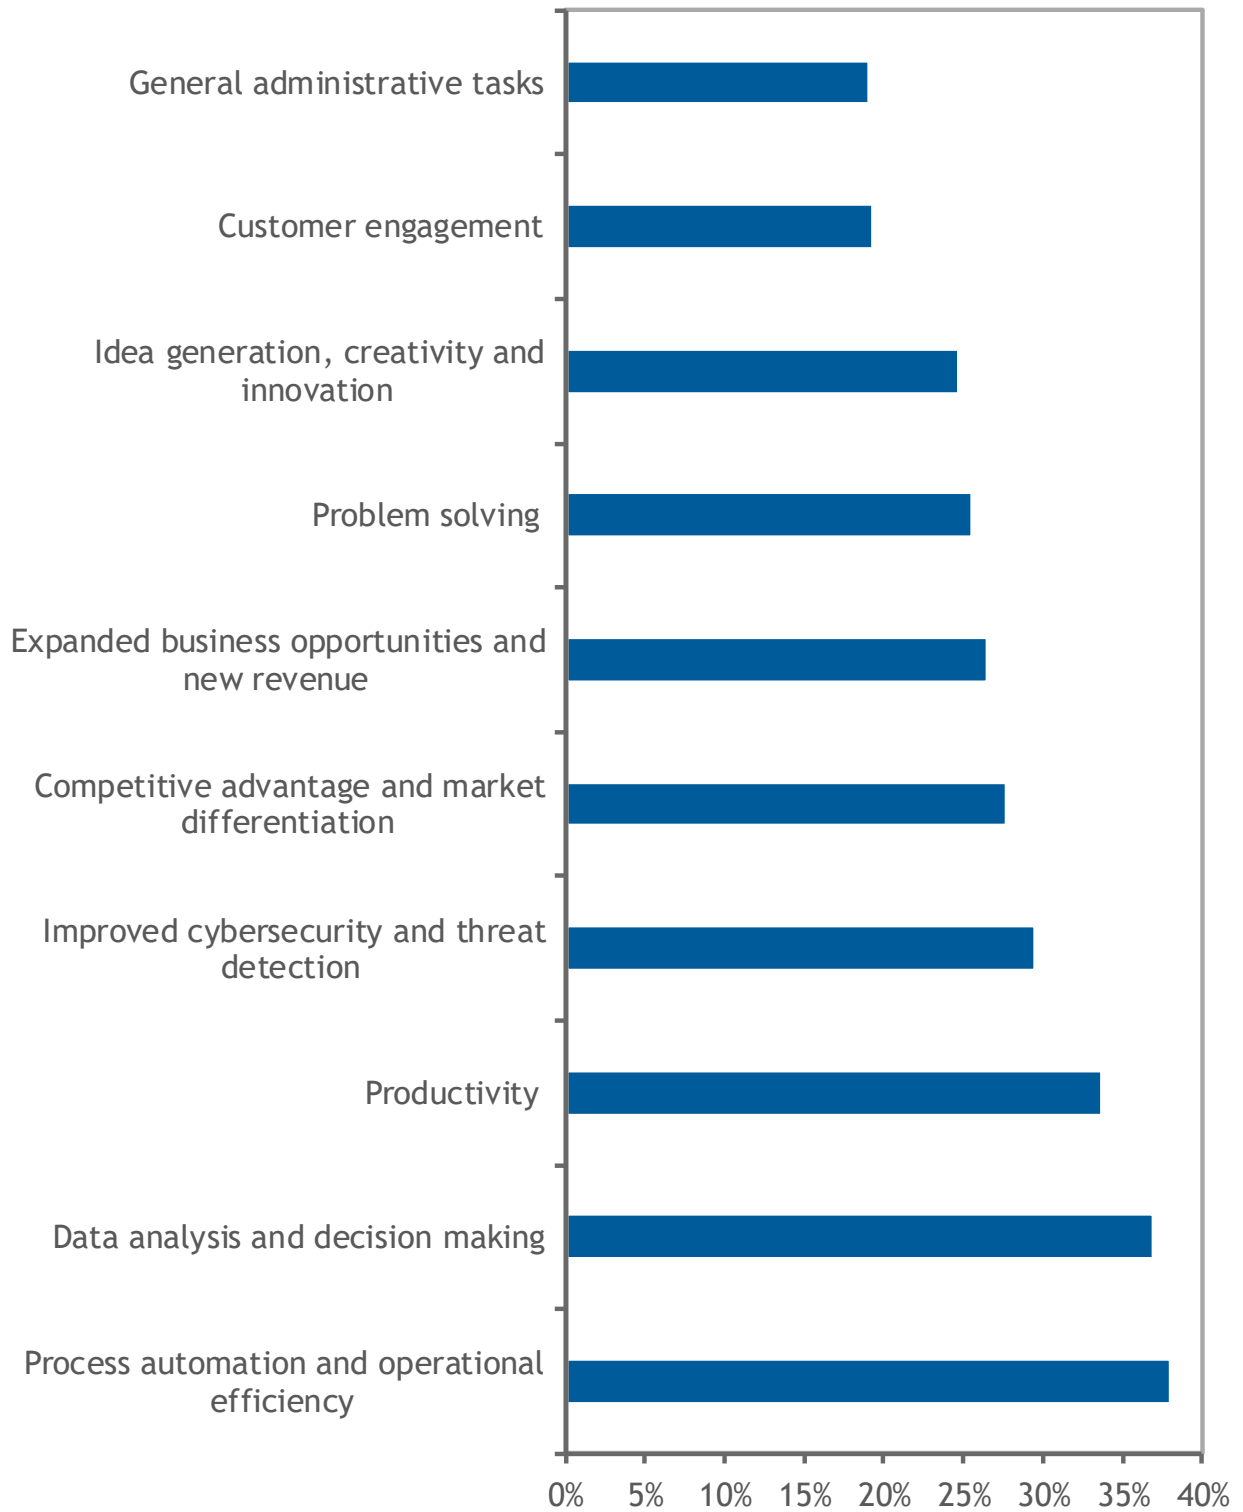 General administrative tasks
Customer engagement
Idea generation, creativity and
innovation
Problem solving
Expanded business opportunities and
new revenue
Competitive advantage and market
differentiation
Improved cybersecurity and threat
detection
Productivity
Data analysis and decision making
Process automation and operational
efficiency
0% 5% 10% 15% 20% 25% 30% 35% 40%